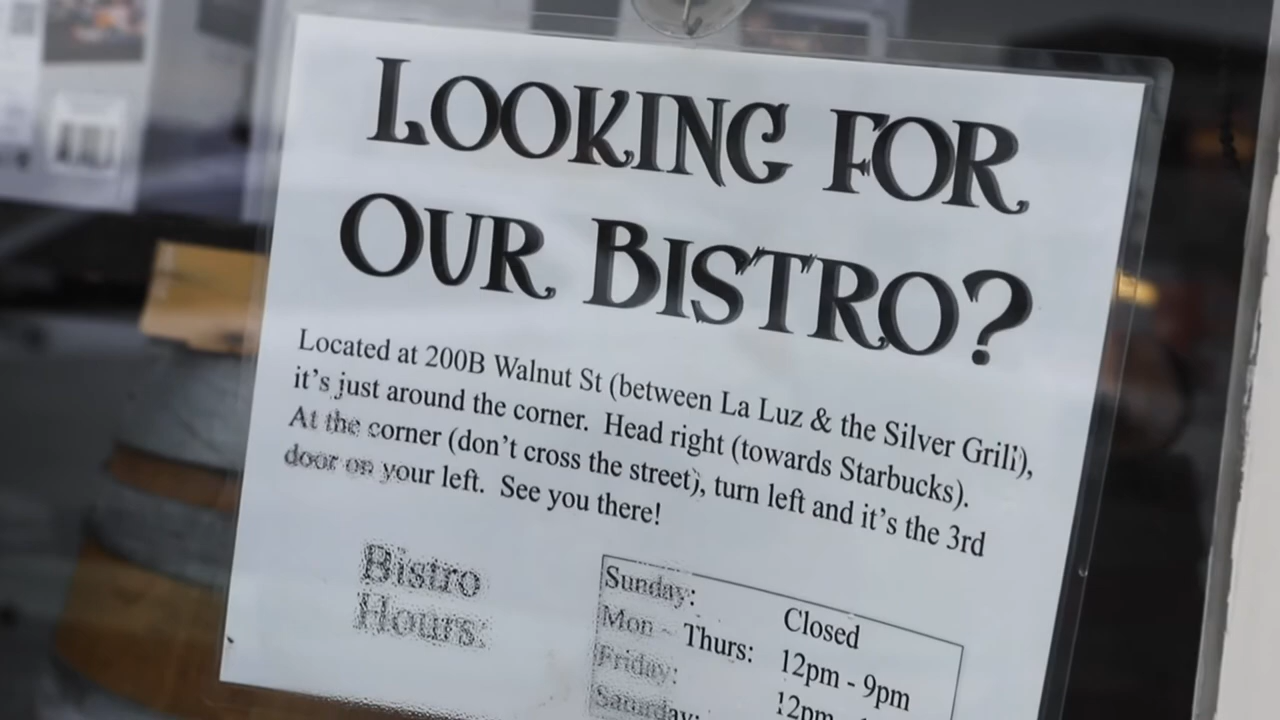 LOOKING FOR
OUR BISTRO?
Located at 200B Walnut St (between La Luz & the Silver Grill),
it's just around the corner. Head right (towards Starbucks).
At the corner (don't cross the street), turn left and it's the 3rd
door on your left. See you there!
Bistro
Hours:
Sunday: Closed
Mon - Thurs: 12pm - 9pm
Friday: 12pm
Saturday: